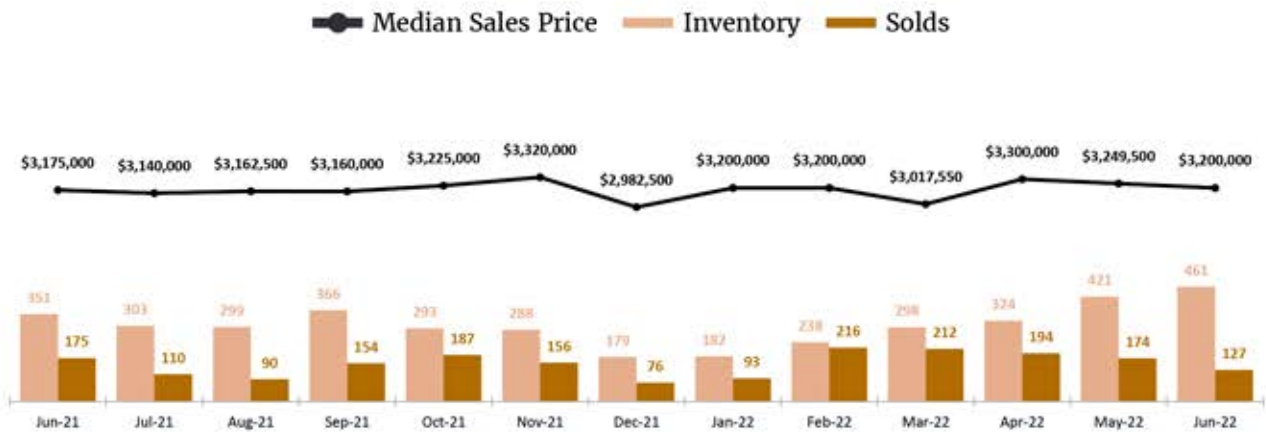 Median Sales Price Inventory Solds
$3,175,000 $3,140,000 $3,162,500 $3,160,000 $3,225,000 $3,320,000 $2,982,500 $3,200,000 $3,200,000 $3,017,550 $3,300,000 $3,249,500 $3,200,000
351 303 299 366 293 288 179 182 238 298 324 421 461
175 110 90 154 187 156 76 93 216 212 194 174 127
Jun-21 Jul-21 Aug-21 Sep-21 Oct-21 Nov-21 Dec-21 Jan-22 Feb-22 Mar-22 Apr-22 May-22 Jun-22